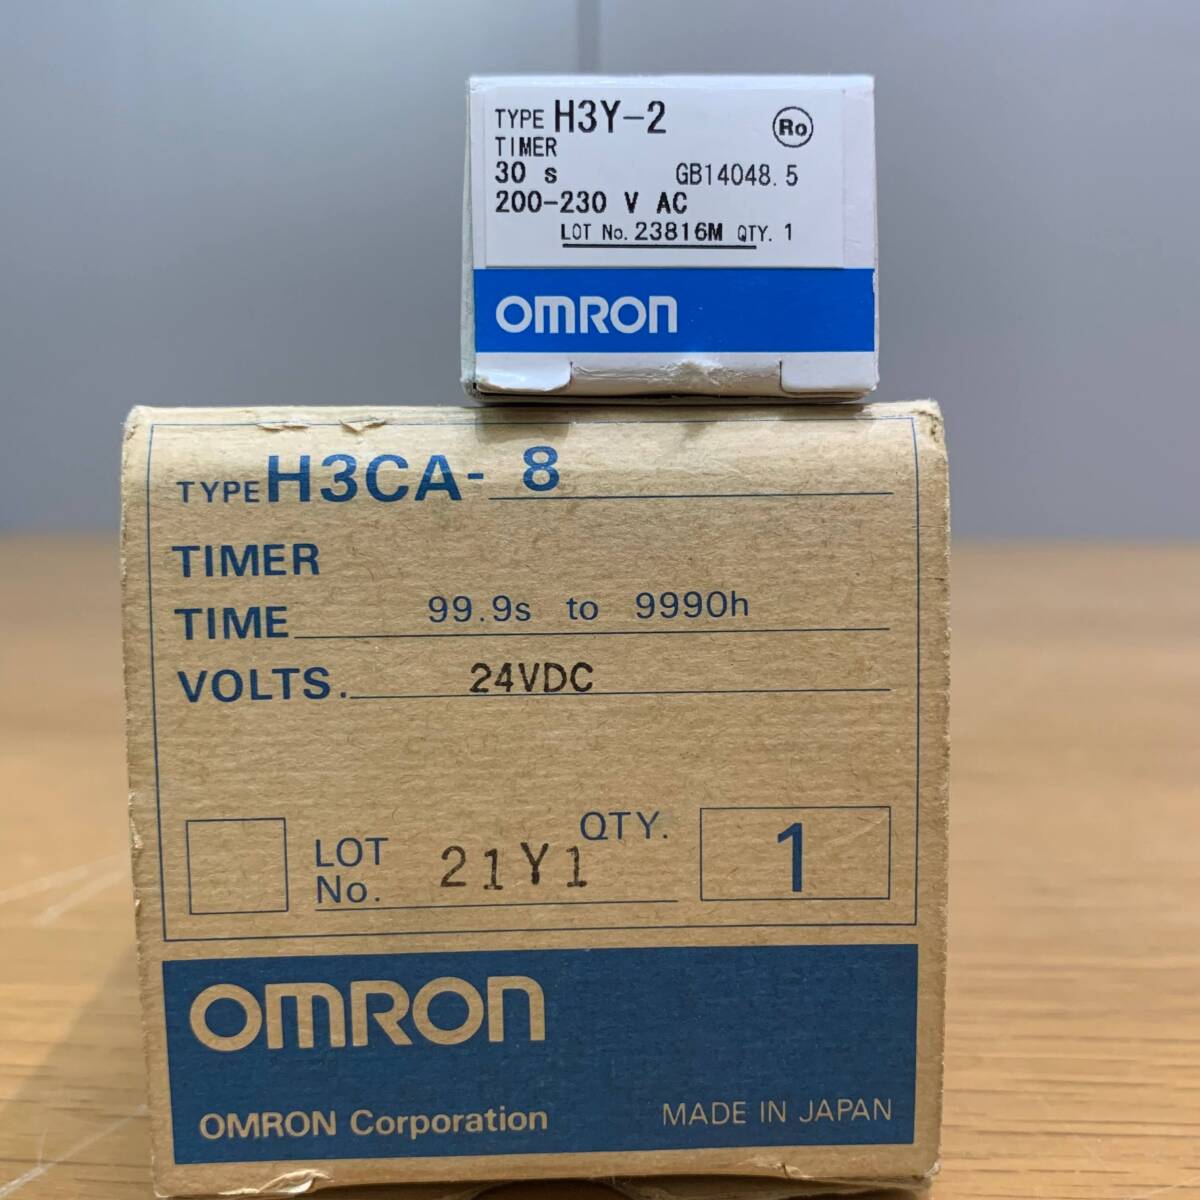 TYPE H3Y-2
Ro
TIMER
30 s GB14048.5
200-230 V AC
LOT No. 23816M QTY. 1
OMRON
TYPE H3CA- 8
TIMER
TIME 99.9s to 9990h
VOLTS. 24VDC
QTY. 1
LOT No. 21Y1
OMRON
OMRON Corporation MADE IN JAPAN